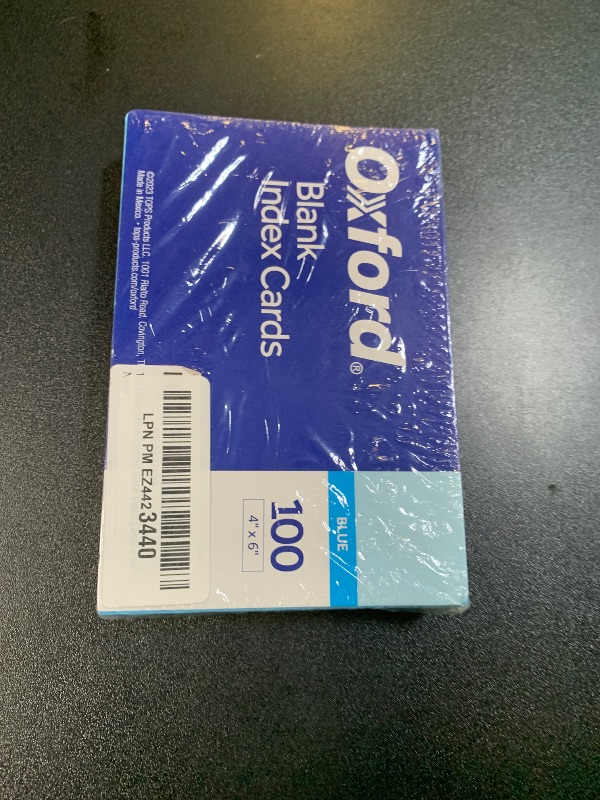 Oxford®
Blank
Index Cards
BLUE
100
4" x 6"
©2023 TOPS Products LLC, 1001 Rialto Road, Covington,
Made in Mexico. • tops-products.com/oxford
LPN PM EZ4423440